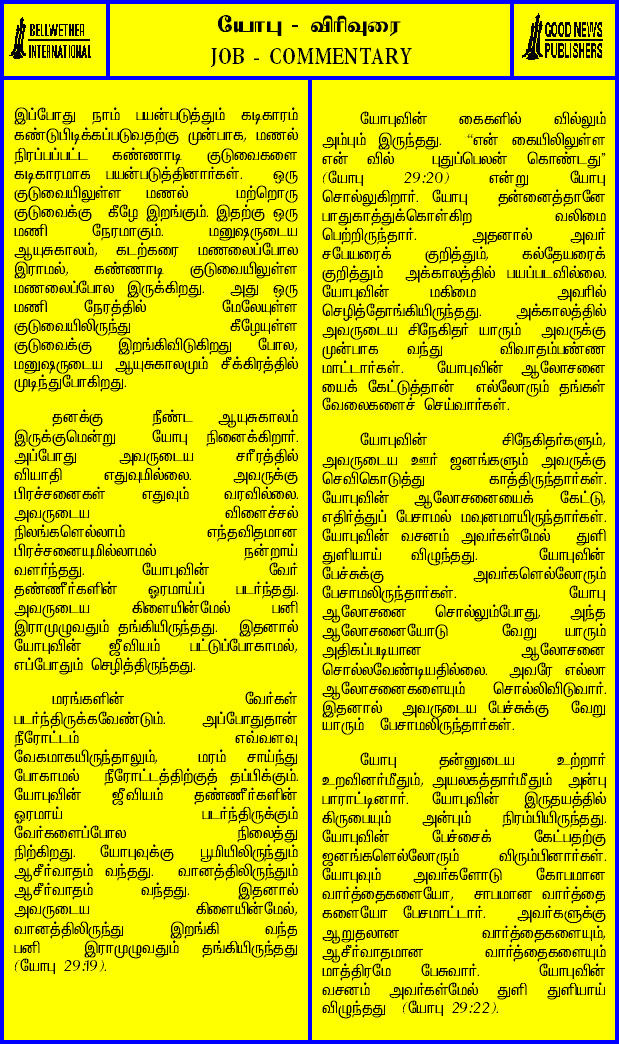 BELLWETHER
INTERNATIONAL
யோபு - விரிவுரை
JOB - COMMENTARY
GOOD NEWS
PUBLISHERS
இப்போது நாம் பயன்படுத்தும் கடிகாரம்
கண்டுபிடிக்கப்படுவதற்கு முன்பாக, மணல்
நிரப்பப்பட்ட கண்ணாடி குடுவைகளை
கடிகாரமாக பயன்படுத்தினார்கள். ஒரு
குடுவையிலுள்ள மணல் மற்றொரு
குடுவைக்கு கீழே இறங்கும். இதற்கு ஒரு
மணி நேரமாகும். மனுஷருடைய
ஆயுசுகாலம், கடற்கரை மணலைப்போல
இராமல், கண்ணாடி குடுவையிலுள்ள
மணலைப்போல இருக்கிறது. அது ஒரு
மணி நேரத்தில் மேலேயுள்ள
குடுவையிலிருந்து கீழேயுள்ள
குடுவைக்கு இறங்கிவிடுகிறது போல,
மனுஷருடைய ஆயுசுகாலமும் சீக்கிரத்தில்
முடிந்துபோகிறது.
தனக்கு நீண்ட ஆயுசுகாலம்
இருக்குமென்று யோபு நினைக்கிறார்.
அப்போது அவருடைய சரீரத்தில்
வியாதி எதுவுமில்லை. அவருக்கு
பிரச்சனைகள் எதுவும் வரவில்லை.
அவருடைய விளைச்சல்
நிலங்களெல்லாம் எந்தவிதமான
பிரச்சனையுமில்லாமல் நன்றாய்
வளர்ந்தது. யோபுவின் வேர்
தண்ணீர்களின் ஓரமாய்ப் படர்ந்தது.
அவருடைய கிளையின்மேல் பனி
இராமுழுவதும் தங்கியிருந்தது. இதனால்
யோபுவின் ஜீவியம் பட்டுப்போகாமல்,
எப்போதும் செழித்திருந்தது.
மரங்களின் வேர்கள்
படர்ந்திருக்கவேண்டும். அப்போதுதான்
நீரோட்டம் எவ்வளவு
வேகமாகயிருந்தாலும், மரம் சாய்ந்து
போகாமல் நீரோட்டத்திற்குத் தப்பிக்கும்.
யோபுவின் ஜீவியம் தண்ணீர்களின்
ஓரமாய் படர்ந்திருக்கும்
வேர்களைப்போல நிலைத்து
நிற்கிறது. யோபுவுக்கு பூமியிலிருந்தும்
ஆசீர்வாதம் வந்தது. வானத்திலிருந்தும்
ஆசீர்வாதம் வந்தது. இதனால்
அவருடைய கிளையின்மேல்,
வானத்திலிருந்து இறங்கி வந்த
பனி இராமுழுவதும் தங்கியிருந்தது
(யோபு 29:19).
யோபுவின் கைகளில் வில்லும்
அம்பும் இருந்தது. “என் கையிலிலுள்ள
என் வில் புதுப்பெலன் கொண்டது”
(யோபு 29:20) என்று யோபு
சொல்லுகிறார். யோபு தன்னைத்தானே
பாதுகாத்துக்கொள்கிற வலிமை
பெற்றிருந்தார். அதனால் அவர்
சபேயரைக் குறித்தும், கல்தேயரைக்
குறித்தும் அக்காலத்தில் பயப்படவில்லை.
யோபுவின் மகிமை அவரில்
செழித்தோங்கியிருந்தது. அக்காலத்தில்
அவருடைய சிநேகிதர் யாரும் அவருக்கு
முன்பாக வந்து விவாதம்பண்ண
மாட்டார்கள். யோபுவின் ஆலோசனை
யைக் கேட்டுத்தான் எல்லோரும் தங்கள்
வேலைகளைச் செய்வார்கள்.
யோபுவின் சிநேகிதர்களும்,
அவருடைய ஊர் ஜனங்களும் அவருக்கு
செவிகொடுத்து காத்திருந்தார்கள்.
யோபுவின் ஆலோசனையைக் கேட்டு,
எதிர்த்துப் பேசாமல் மவுனமாயிருந்தார்கள்.
யோபுவின் வசனம் அவர்கள்மேல் துளி
துளியாய் விழுந்தது. யோபுவின்
பேச்சுக்கு அவர்களெல்லோரும்
பேசாமலிருந்தார்கள். யோபு
ஆலோசனை சொல்லும்போது, அந்த
ஆலோசனையோடு வேறு யாரும்
அதிகப்படியான ஆலோசனை
சொல்லவேண்டியதில்லை. அவரே எல்லா
ஆலோசனைகளையும் சொல்லிவிடுவார்.
இதனால் அவருடைய பேச்சுக்கு வேறு
யாரும் பேசாமலிருந்தார்கள்.
யோபு தன்னுடைய உற்றார்
உறவினர்மீதும், அயலகத்தார்மீதும் அன்பு
பாராட்டினார். யோபுவின் இருதயத்தில்
கிருபையும் அன்பும் நிரம்பியிருந்தது.
யோபுவின் பேச்சைக் கேட்பதற்கு
ஜனங்களெல்லோரும் விரும்பினார்கள்.
யோபுவும் அவர்களோடு கோபமான
வார்த்தைகளையோ, சாபமான வார்த்தை
களையோ பேசமாட்டார். அவர்களுக்கு
ஆறுதலான வார்த்தைகளையும்,
ஆசீர்வாதமான வார்த்தைகளையும்
மாத்திரமே பேசுவார். யோபுவின்
வசனம் அவர்கள்மேல் துளி துளியாய்
விழுந்தது (யோபு 29:22).